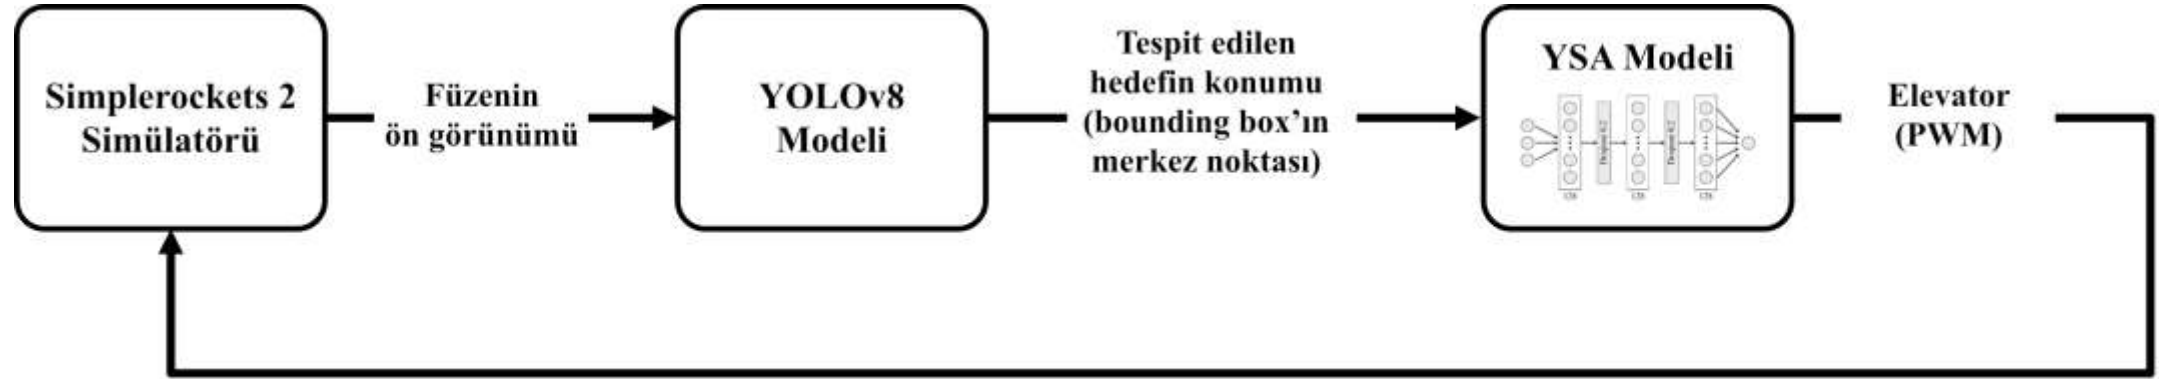 Simplerockets 2
Simülatörü
Füzenin
ön görünümü
YOLOv8
Modeli
Tespit edilen
hedefin konumu
(bounding box’ın
merkez noktası)
YSA Modeli
Elevator
(PWM)